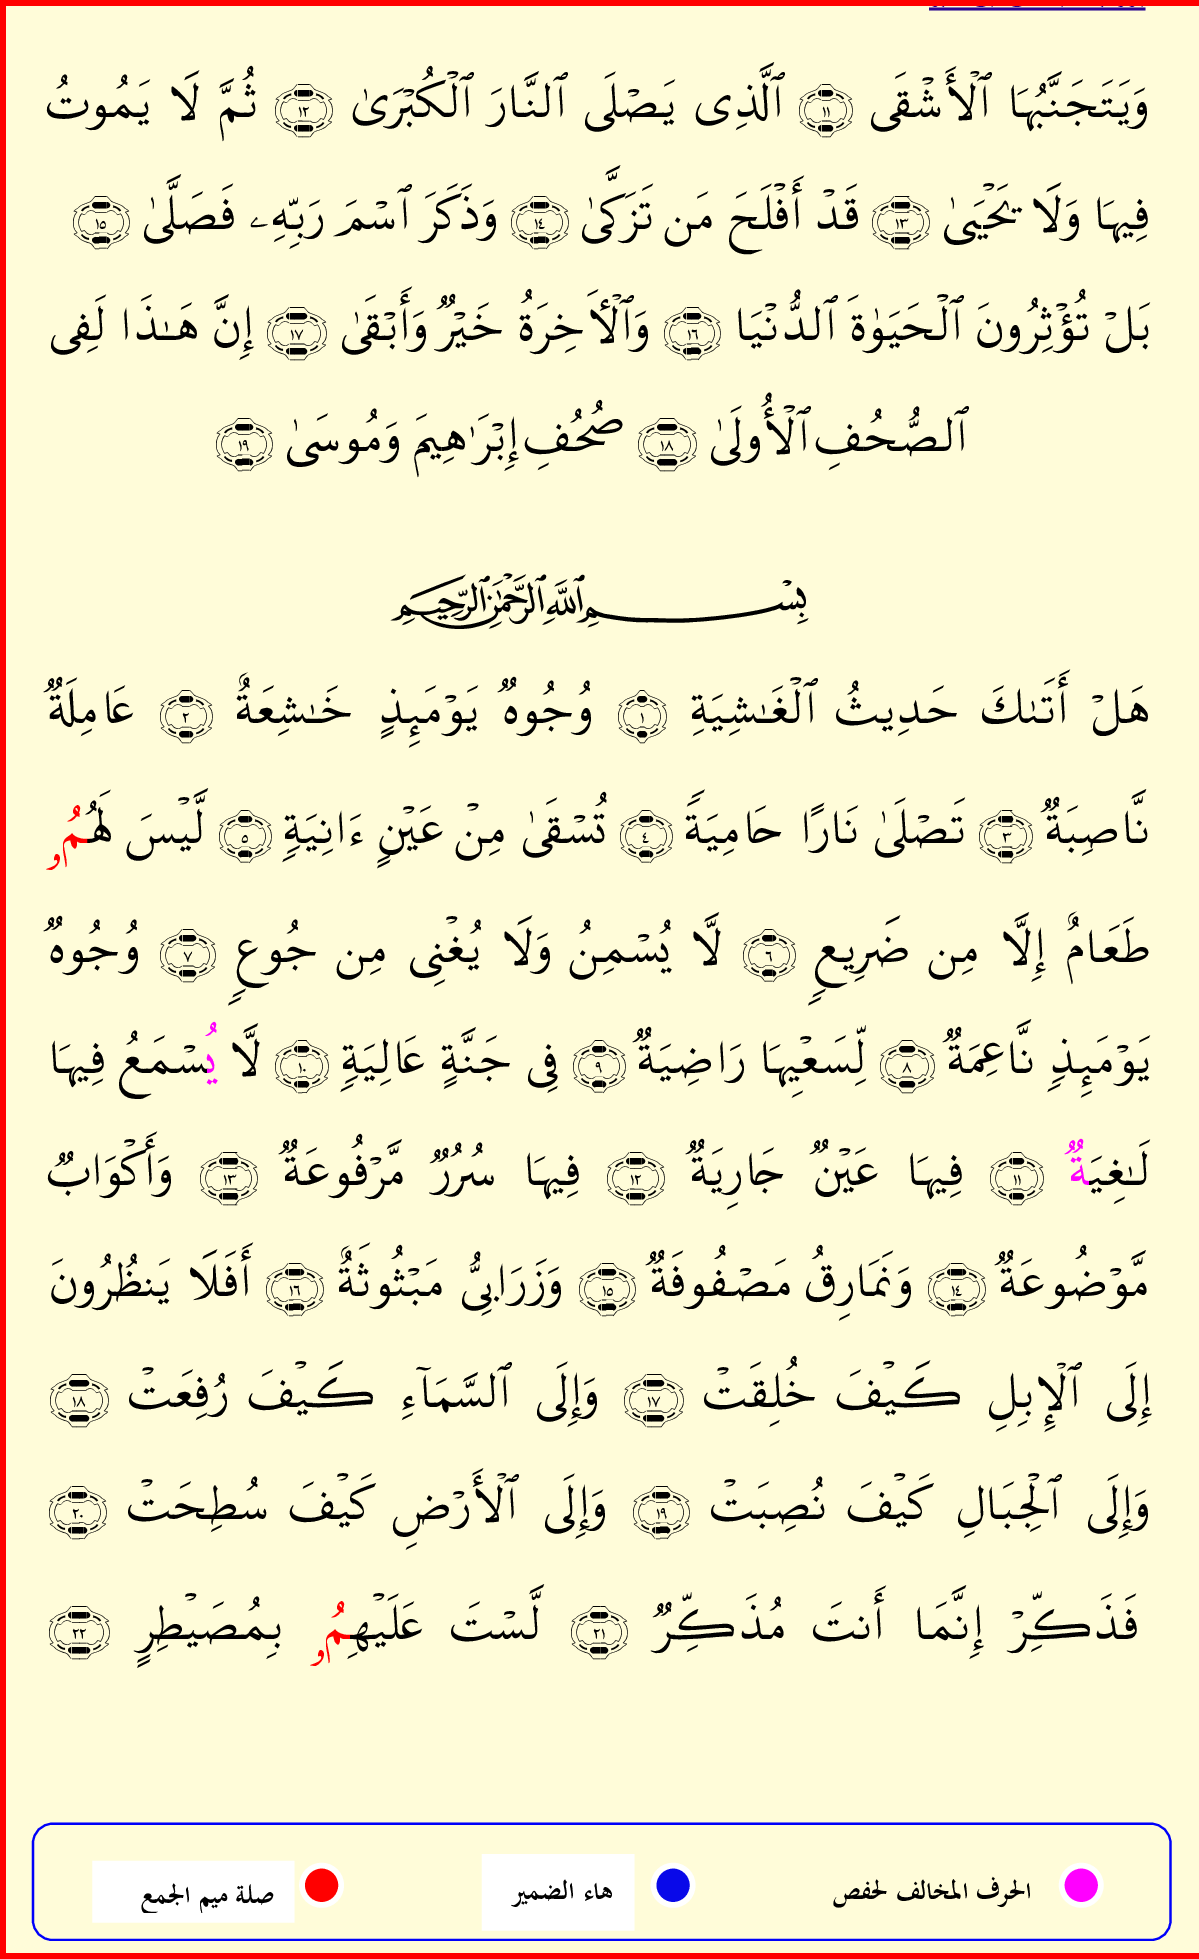 وَيَتَجَنَّبُهَا ٱلْأَشْقَى ١١ ٱلَّذِى يَصْلَى ٱلنَّارَ ٱلْكُبْرَىٰ ١٢ ثُمَّ لَا يَمُوتُ
فِيهَا وَلَا يَحْيَىٰ ١٣ قَدْ أَفْلَحَ مَن تَزَكَّىٰ ١٤ وَذَكَرَ ٱسْمَ رَبِّهِۦ فَصَلَّىٰ ١٥
بَلْ تُؤْثِرُونَ ٱلْحَيَوٰةَ ٱلدُّنْيَا ١٦ وَٱلْأَخِرَةُ خَيْرٌ وَأَبْقَىٰ ١٧ إِنَّ هَـٰذَا لَفِى
ٱلصُّحُفِ ٱلْأُولَىٰ ١٨ صُحُفِ إِبْرَٰهِيمَ وَمُوسَىٰ ١٩
بِسْمِ ٱللَّهِ ٱلرَّحْمَٰنِ ٱلرَّحِيمِ
هَلْ أَتَىٰكَ حَدِيثُ ٱلْغَـٰشِيَةِ ١ وُجُوهٌ يَوْمَئِذٍ خَـٰشِعَةٌ ٢ عَامِلَةٌ
نَّاصِبَةٌ ٣ تَصْلَىٰ نَارًا حَامِيَةً ٤ تُسْقَىٰ مِنْ عَيْنٍ ءَانِيَةٍ ٥ لَّيْسَ لَهُمُۥ
طَعَامٌ إِلَّا مِن ضَرِيعٍ ٦ لَّا يُسْمِنُ وَلَا يُغْنِى مِن جُوعٍ ٧ وُجُوهٌ
يَوْمَئِذٍ نَّاعِمَةٌ ٨ لِّسَعْيِهَا رَاضِيَةٌ ٩ فِى جَنَّةٍ عَالِيَةٍ ١٠ لَّا يُسْمَعُ فِيهَا
لَـٰغِيَةٌ ١١ فِيهَا عَيْنٌ جَارِيَةٌ ١٢ فِيهَا سُرُرٌ مَّرْفُوعَةٌ ١٣ وَأَكْوَابٌ
مَّوْضُوعَةٌ ١٤ وَنَمَارِقُ مَصْفُوفَةٌ ١٥ وَزَرَابِىُّ مَبْثُوثَةٌ ١٦ أَفَلَا يَنظُرُونَ
إِلَى ٱلْإِبِلِ كَيْفَ خُلِقَتْ ١٧ وَإِلَى ٱلسَّمَآءِ كَيْفَ رُفِعَتْ ١٨
وَإِلَى ٱلْجِبَالِ كَيْفَ نُصِبَتْ ١٩ وَإِلَى ٱلْأَرْضِ كَيْفَ سُطِحَتْ ٢٠
فَذَكِّرْ إِنَّمَا أَنتَ مُذَكِّرٌ ٢١ لَّسْتَ عَلَيْهِمُۥ بِمُصَيْطِرٍ ٢٢
الحرف المخالف لحفص هاء الضمير صلة ميم الجمع